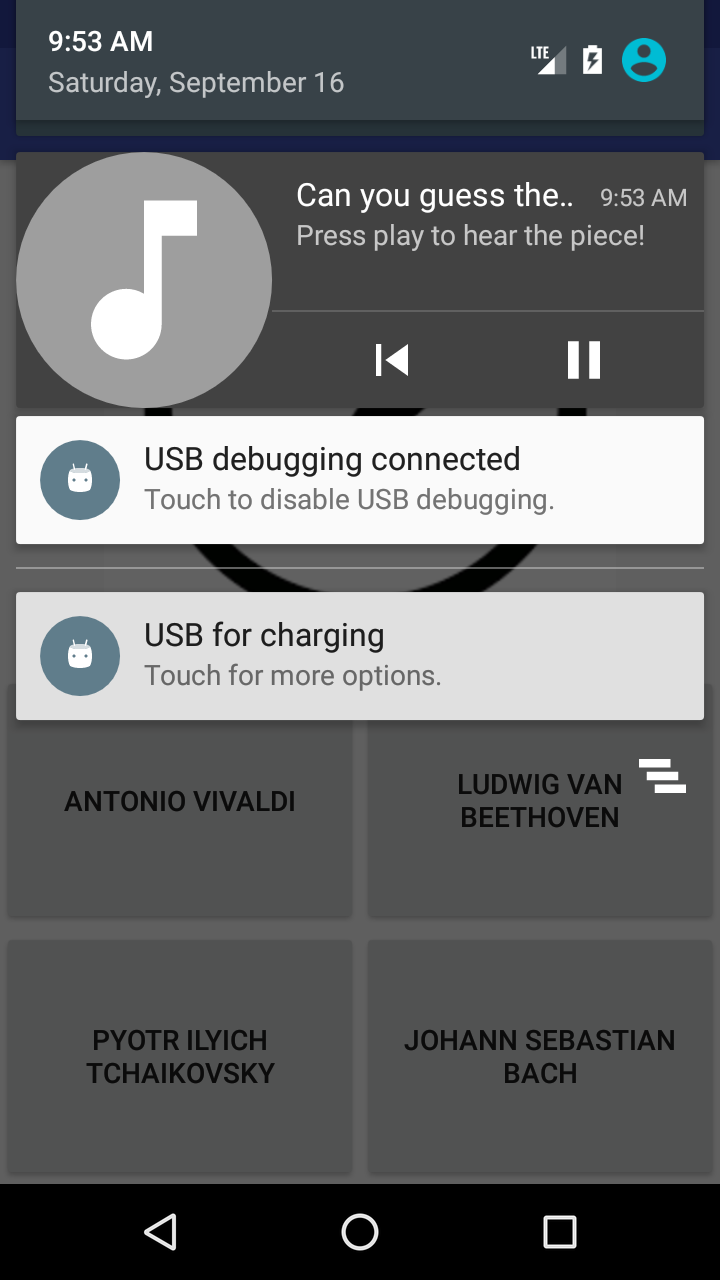 9:53 AM
LTE
Saturday, September 16
Can you guess the.. 9:53 AM
Press play to hear the piece!
USB debugging connected
Touch to disable USB debugging.
USB for charging
Touch for more options.
ANTONIO VIVALDI
LUDWIG VAN
BEETHOVEN
PYOTR ILYICH
TCHAIKOVSKY
JOHANN SEBASTIAN
BACH